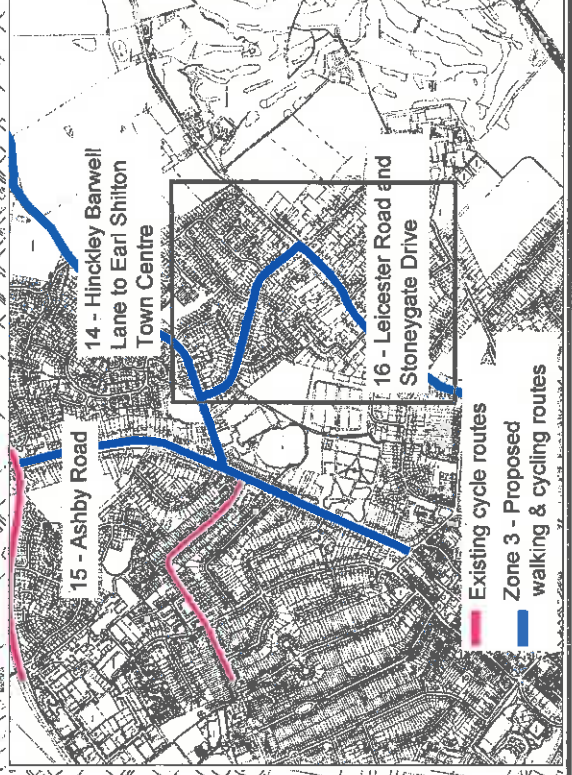 14 - Hinckley Barwell
Lane to Earl Shilton
Town Centre
15 - Ashby Road
16 - Leicester Road and
Stoneygate Drive
Existing cycle routes
Zone 3 - Proposed
walking & cycling routes